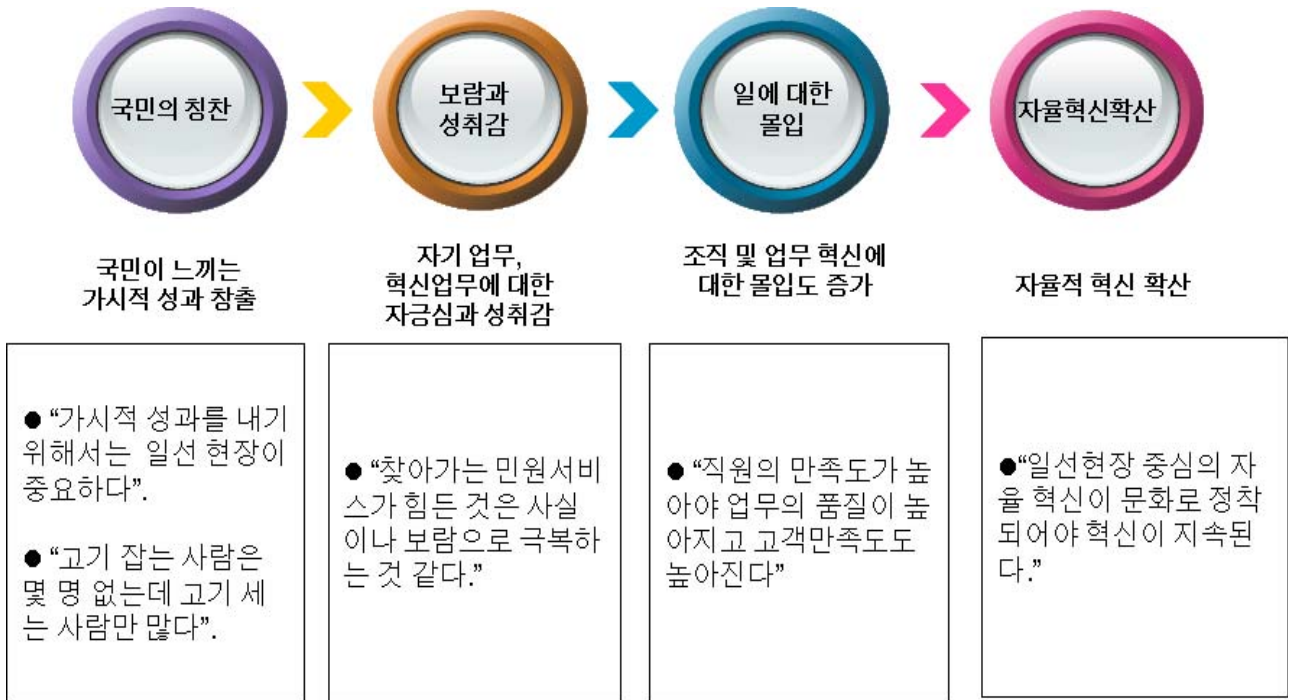 국민의 칭찬
보람과
성취감
일에 대한
몰입
자율혁신확산
국민이 느끼는
가시적 성과 창출
자기 업무,
혁신업무에 대한
자긍심과 성취감
조직 및 업무 혁신에
대한 몰입도 증가
자율적 혁신 확산
● “가시적 성과를 내기
위해서는 일선 현장이
중요하다”.
● “고기 잡는 사람은
몇 명 없는데 고기 세
는 사람만 많다”.
● “찾아가는 민원서비
스가 힘든 것은 사실
이나 보람으로 극복하
는 것 같다.”
● “직원의 만족도가 높
아야 업무의 품질이 높
아지고 고객만족도도
높아진다”
●“일선현장 중심의 자
율 혁신이 문화로 정착
되어야 혁신이 지속된
다.”